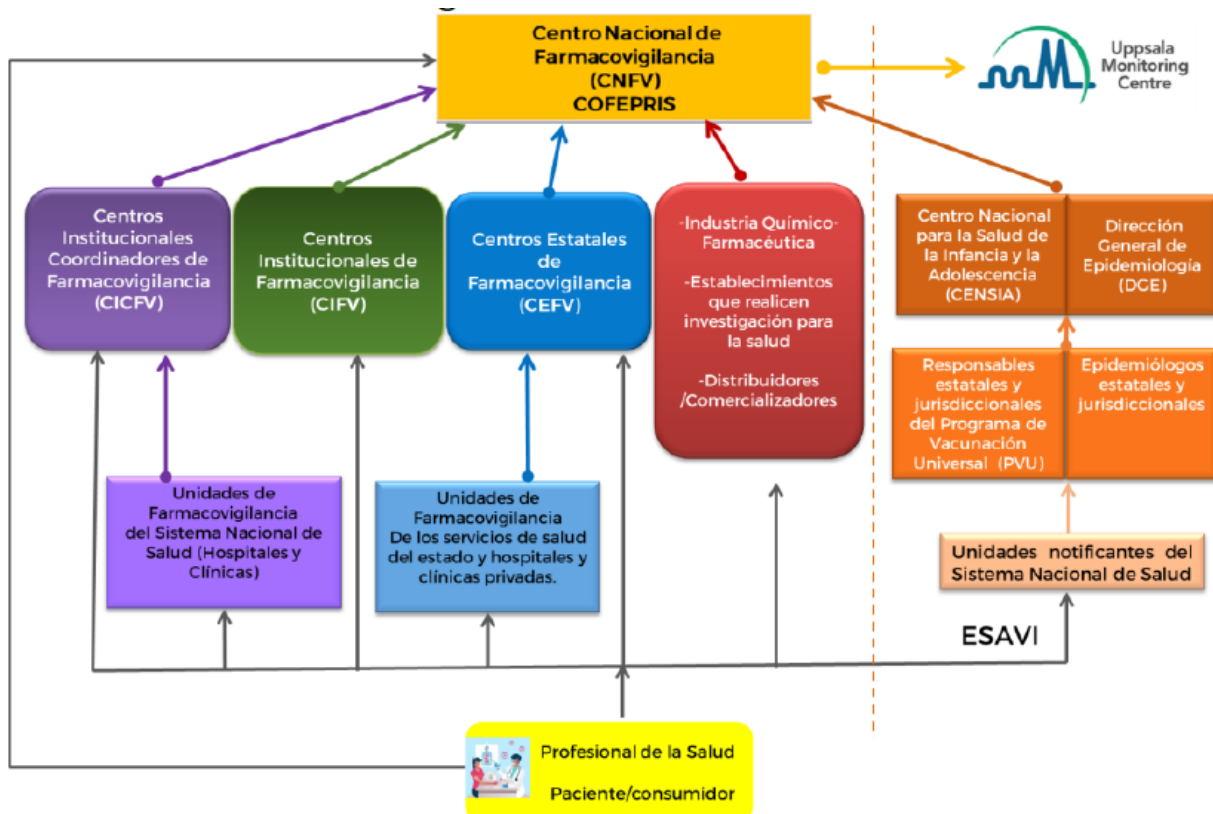 Centro Nacional de
Farmacovigilancia
(CNFV)
COFEPRIS
Uppsala
Monitoring
Centre
Centros
Institucionales
Coordinadores de
Farmacovigilancia
(CICFV)
Centros
Institucionales de
Farmacovigilancia
(CIFV)
Centros Estatales
de
Farmacovigilancia
(CEFV)
-Industria Químico-
Farmacéutica
-Establecimientos
que realicen
investigación para
la salud
-Distribuidores
/Comercializadores
Centro Nacional
para la Salud de
la Infancia y la
Adolescencia
(CENSIA)
Dirección
General de
Epidemiología
(DGE)
Responsables
estatales y
jurisdiccionales
del Programa de
Vacunación
Universal (PVU)
Epidemiólogos
estatales y
jurisdiccionales
Unidades de
Farmacovigilancia
del Sistema Nacional de
Salud (Hospitales y
Clínicas)
Unidades de
Farmacovigilancia
De los servicios de salud
del estado y hospitales y
clínicas privadas.
Unidades notificantes del
Sistema Nacional de Salud
ESAVI
Profesional de la Salud
Paciente/consumidor